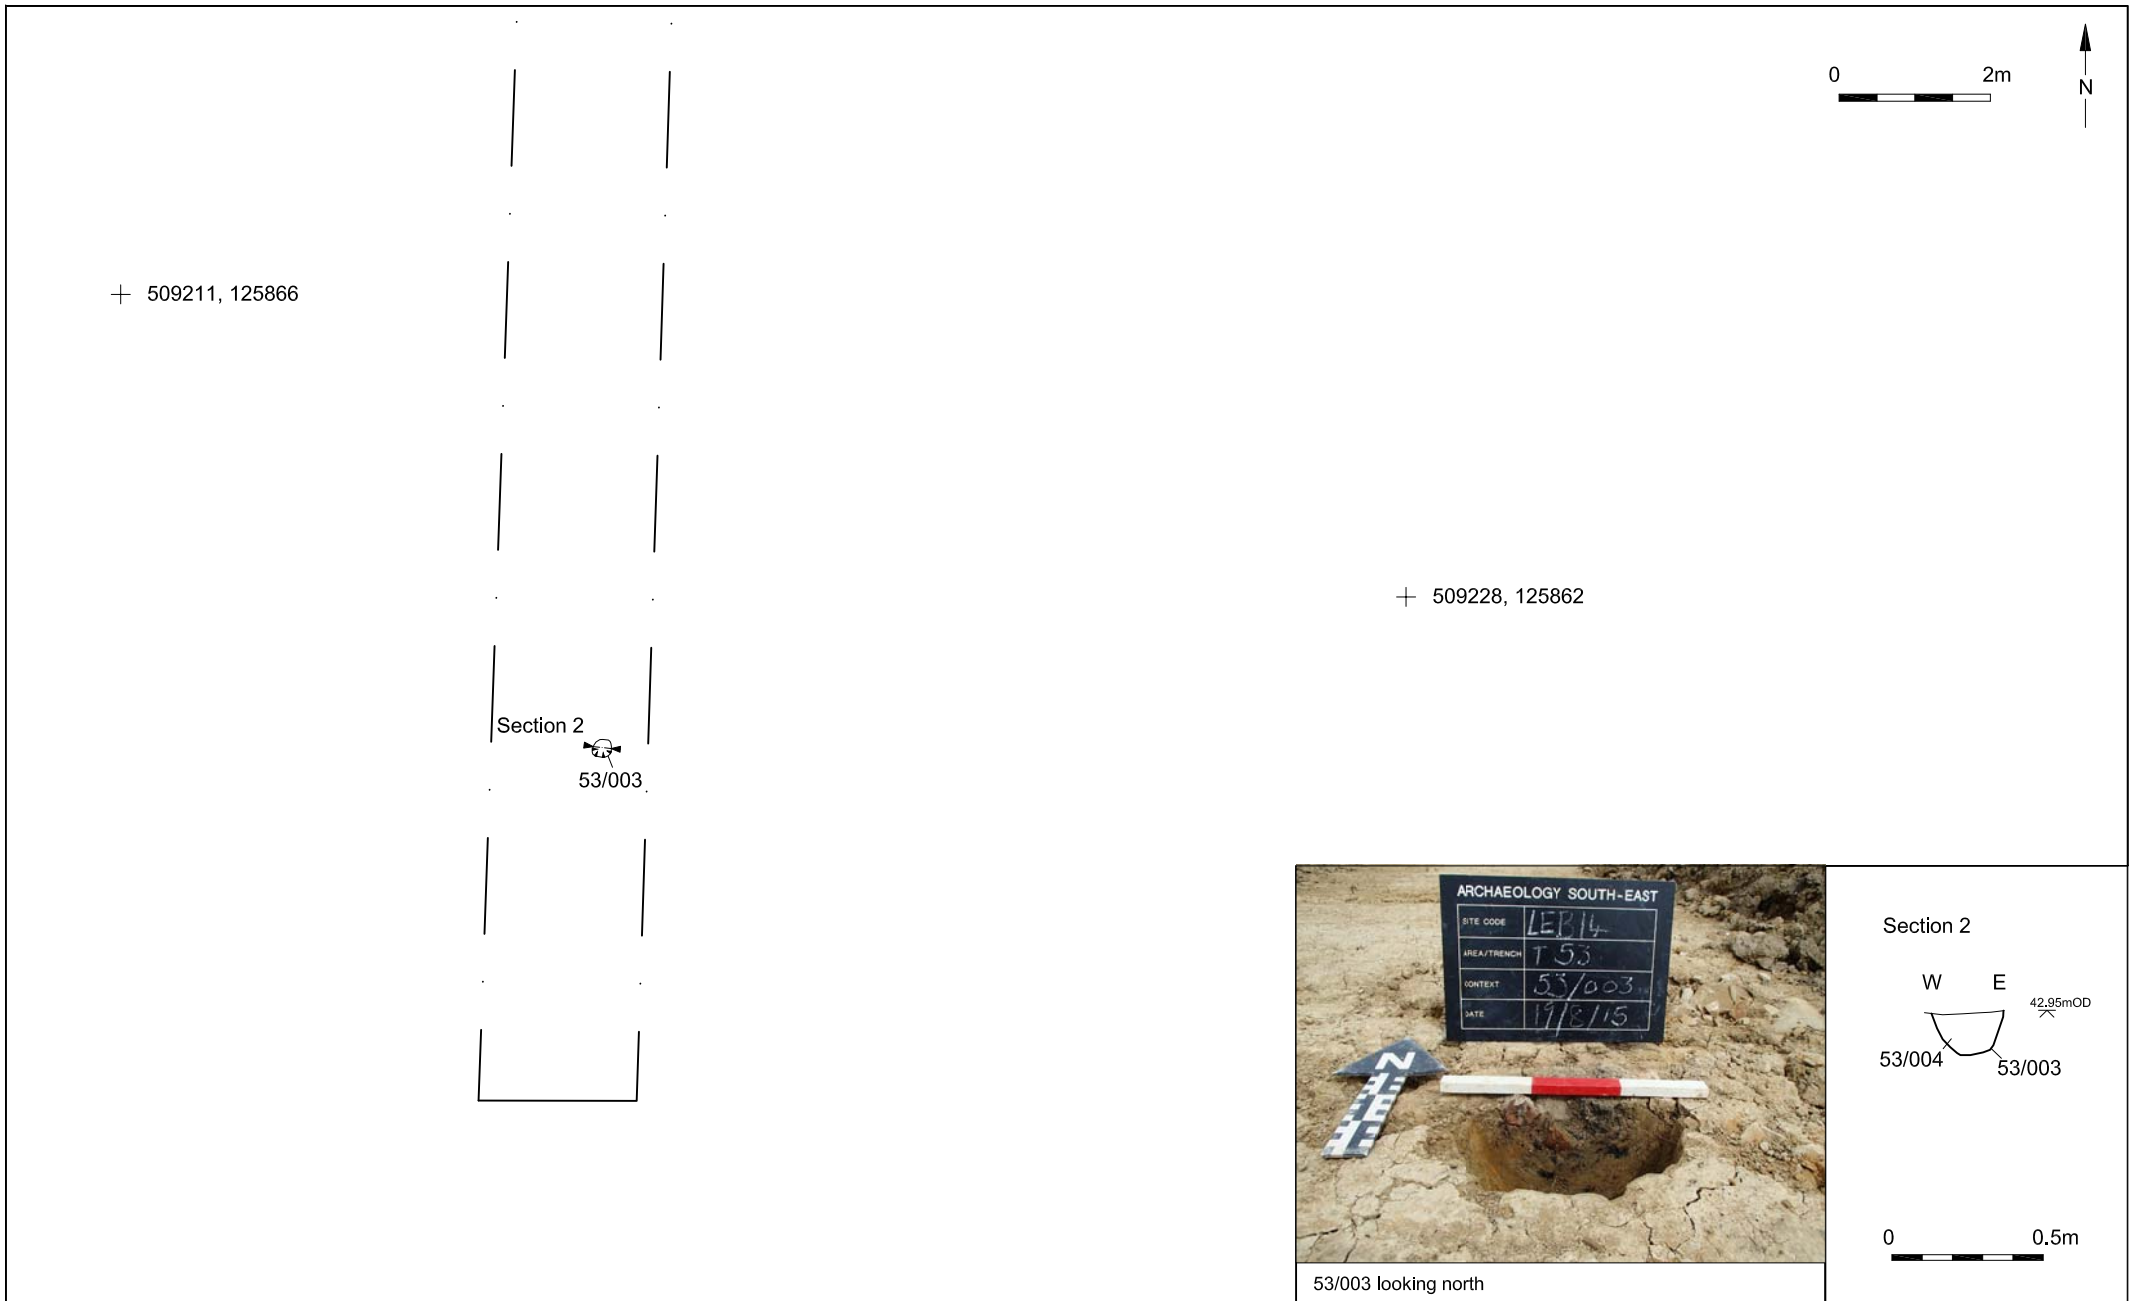 0 2m
N
509211, 125866
509228, 125862
Section 2
53/003
ARCHAEOLOGY SOUTH-EAST
SITE CODE LEB14
AREA/TRENCH T 53
CONTEXT 53/003
DATE 19/8/15
N
53/003 looking north
Section 2
W E
42.95mOD
53/004
53/003
0 0.5m